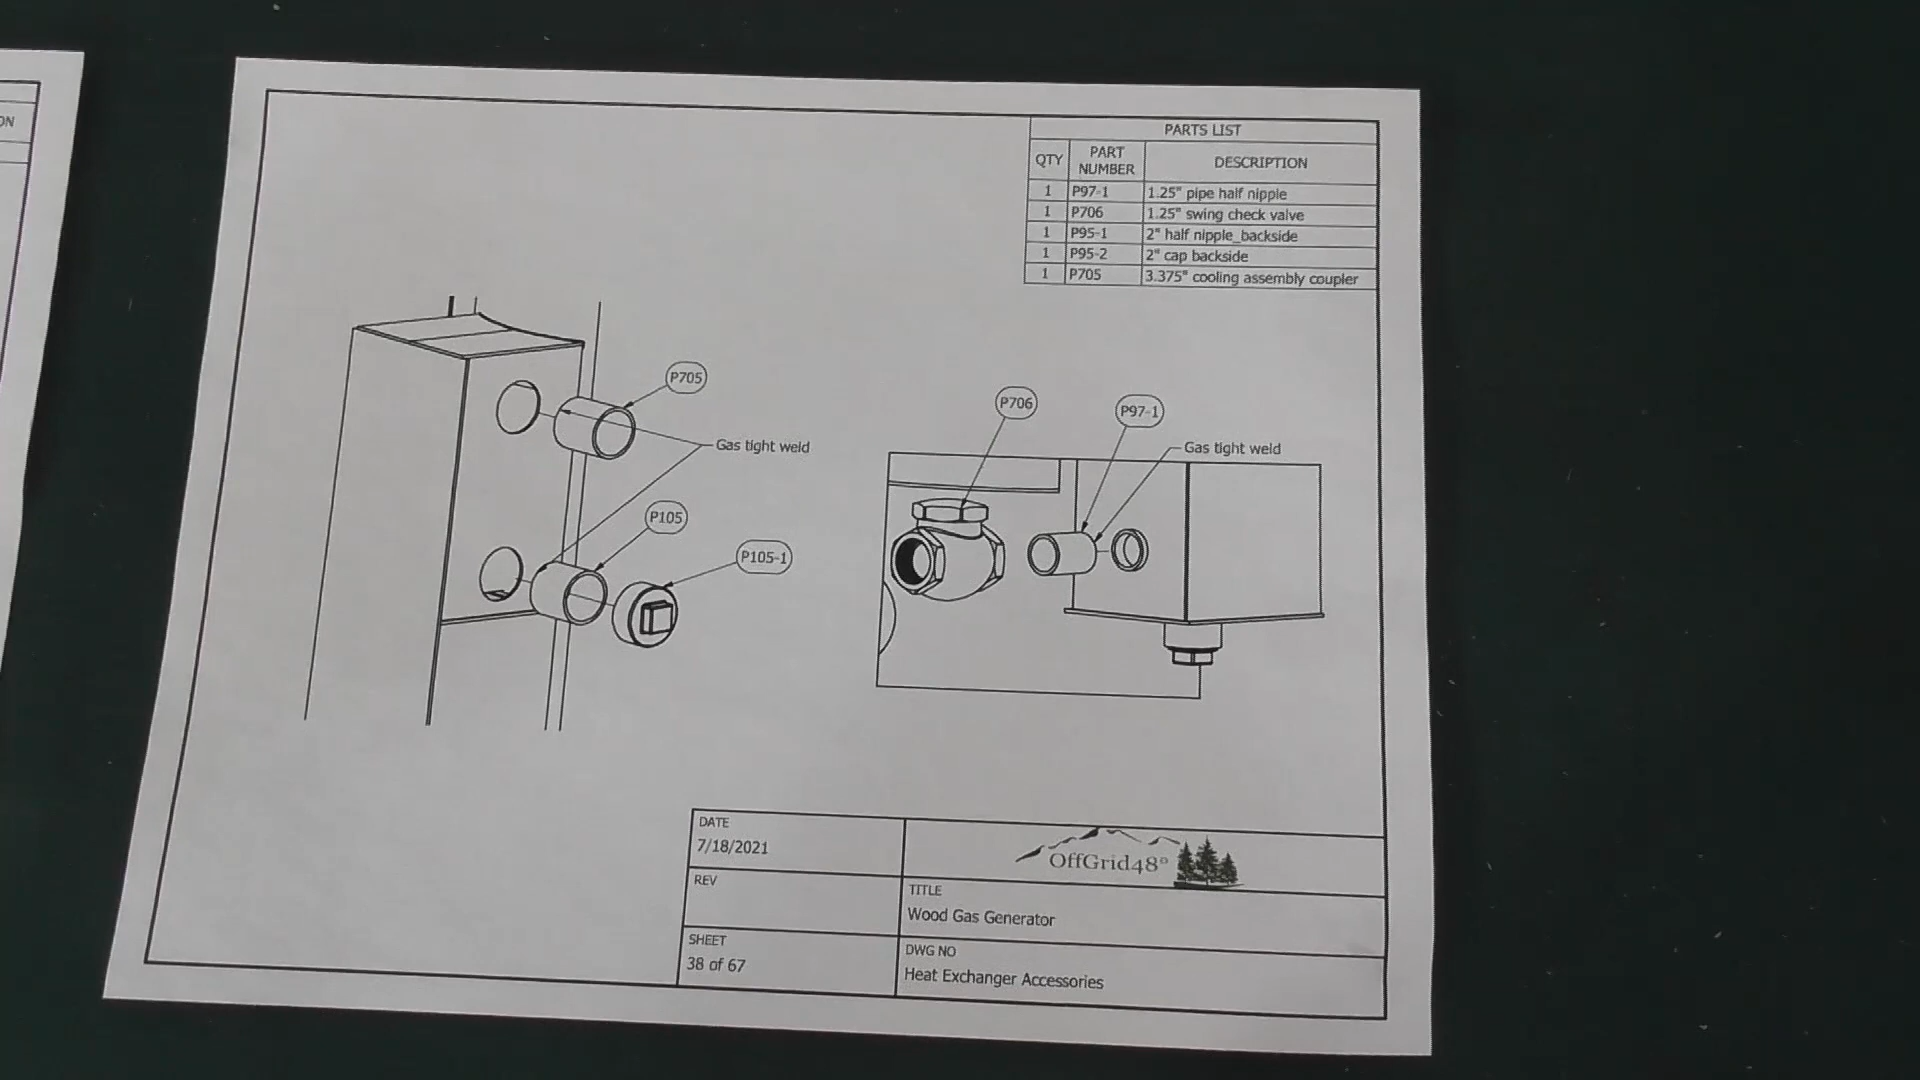 ON
PARTS LIST
QTY PART NUMBER DESCRIPTION
1 P97-1 1.25" pipe half nipple
1 P706 1.25" swing check valve
1 P95-1 2" half nipple_backside
1 P95-2 2" cap backside
1 P705 3.375" cooling assembly coupler
P705
Gas tight weld
P105
P105-1
P706
P97-1
Gas tight weld
DATE
7/18/2021
OffGrid48°
REV
TITLE
Wood Gas Generator
SHEET
38 of 67
DWG NO
Heat Exchanger Accessories